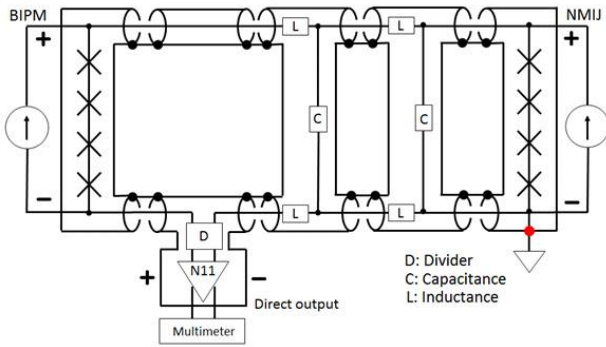 BIPM
NMIJ
L
L
+
+
C
C
−
−
L
L
D
N11
+
−
Direct output
Multimeter
D: Divider
C: Capacitance
L: Inductance